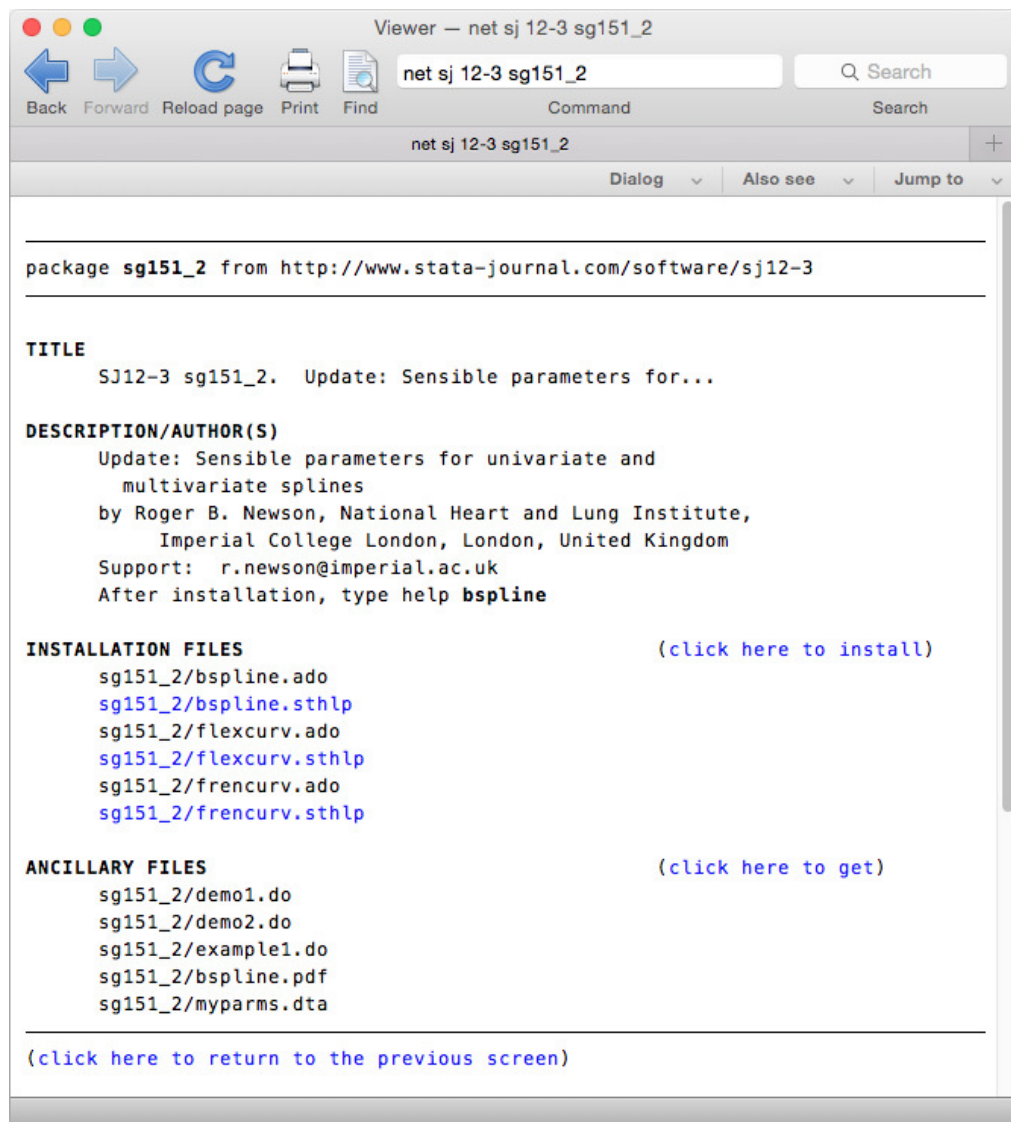 Viewer — net sj 12-3 sg151_2
net sj 12-3 sg151_2
Search
Back Forward Reload page Print Find Command Search
net sj 12-3 sg151_2
Dialog Also see Jump to
package sg151_2 from http://www.stata-journal.com/software/sj12-3
TITLE
SJ12-3 sg151_2. Update: Sensible parameters for...
DESCRIPTION/AUTHOR(S)
Update: Sensible parameters for univariate and
multivariate splines
by Roger B. Newson, National Heart and Lung Institute,
Imperial College London, London, United Kingdom
Support: r.newson@imperial.ac.uk
After installation, type help bspline
INSTALLATION FILES (click here to install)
sg151_2/bspline.ado
sg151_2/bspline.sthlp
sg151_2/flexcurv.ado
sg151_2/flexcurv.sthlp
sg151_2/frencurv.ado
sg151_2/frencurv.sthlp
ANCILLARY FILES (click here to get)
sg151_2/demo1.do
sg151_2/demo2.do
sg151_2/example1.do
sg151_2/bspline.pdf
sg151_2/myparms.dta
(click here to return to the previous screen)